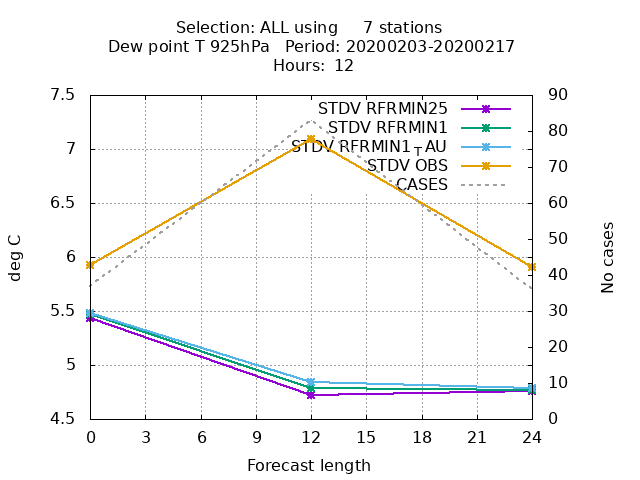 Selection: ALL using     7 stations
Dew point T 925hPa   Period: 20200203-20200217
Hours:  12
7.5
7
6.5
6
5.5
5
4.5
90
80
70
60
50
40
30
20
10
0
deg C
No cases
STDV RFRMIN25
STDV RFRMIN1
STDV RFRMIN1TAU
STDV OBS
CASES
0 3 6 9 12 15 18 21 24
Forecast length